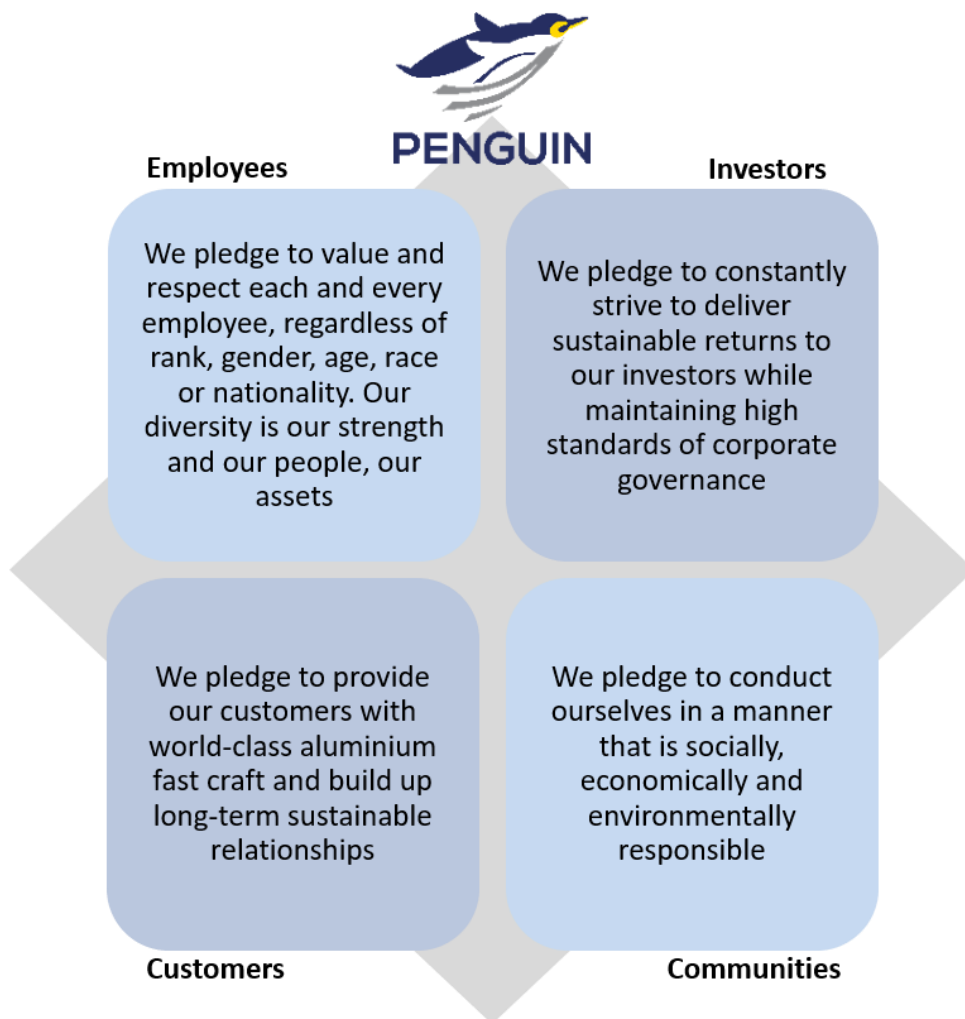 PENGUIN
Employees
We pledge to value and
respect each and every
employee, regardless of
rank, gender, age, race
or nationality. Our
diversity is our strength
and our people, our
assets
Investors
We pledge to constantly
strive to deliver
sustainable returns to
our investors while
maintaining high
standards of corporate
governance
We pledge to provide
our customers with
world-class aluminium
fast craft and build up
long-term sustainable
relationships
Customers
We pledge to conduct
ourselves in a manner
that is socially,
economically and
environmentally
responsible
Communities